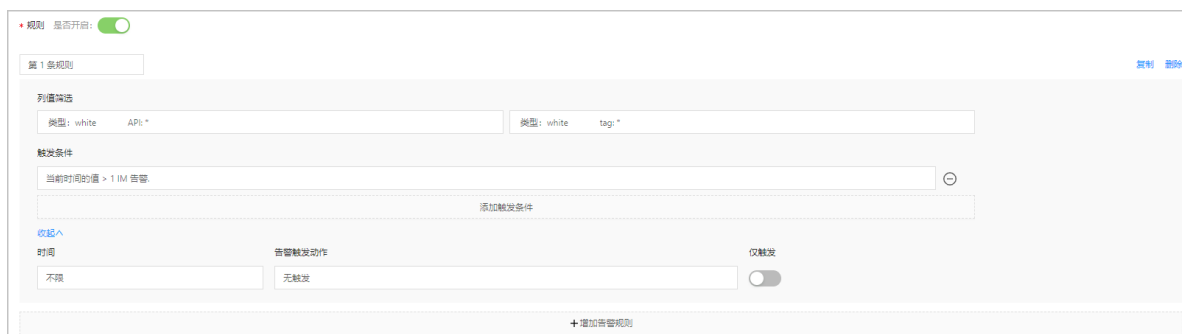 * 规则 是否开启:
第 1 条规则 复制 删除
列值筛选
类型: white API: * 类型: white tag: *
触发条件
当前时间的值 > 1 IM 告警.
添加触发条件
收起
时间 告警触发动作 仅触发
不限 无触发
+增加告警规则